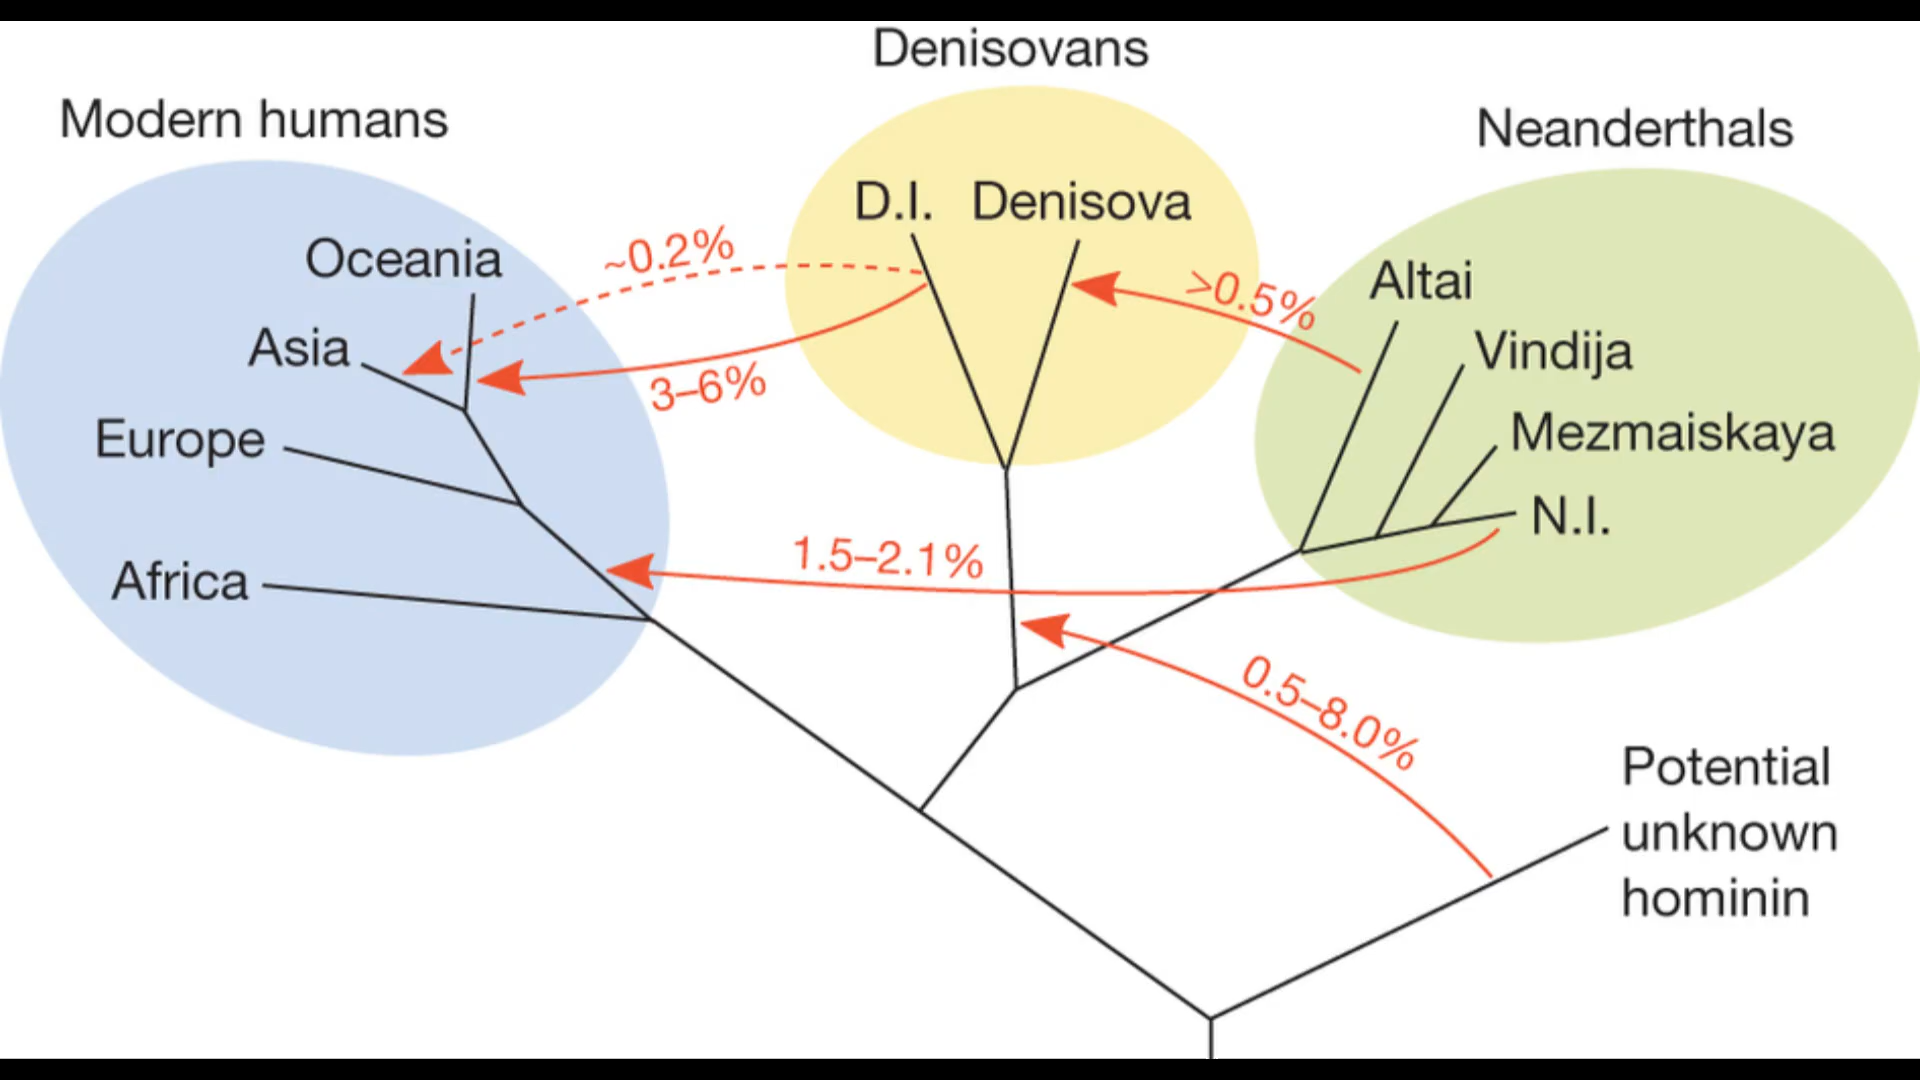 Denisovans
Modern humans
Neanderthals
D.I. Denisova
~0.2%
Oceania
>0.5%
Altai
Asia
Vindija
3–6%
Europe
Mezmaiskaya
N.I.
1.5–2.1%
Africa
0.5–8.0%
Potential
unknown
hominin